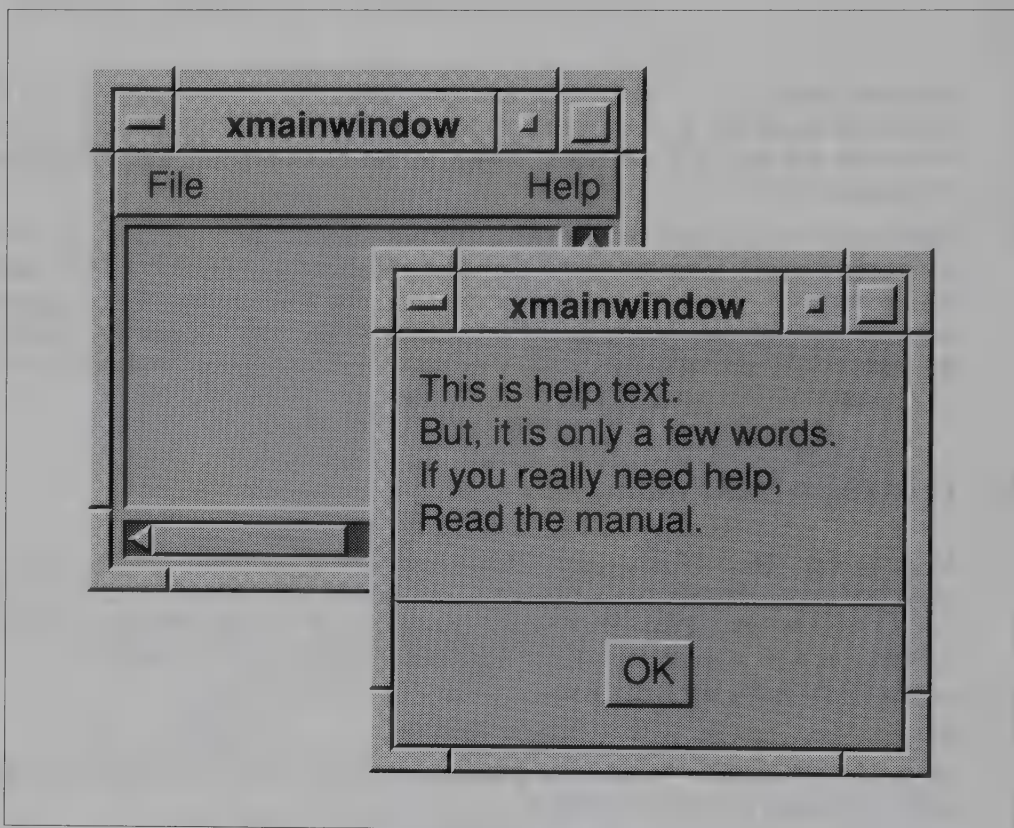 xmainwindow
File Help
xmainwindow
This is help text.
But, it is only a few words.
If you really need help,
Read the manual.
OK